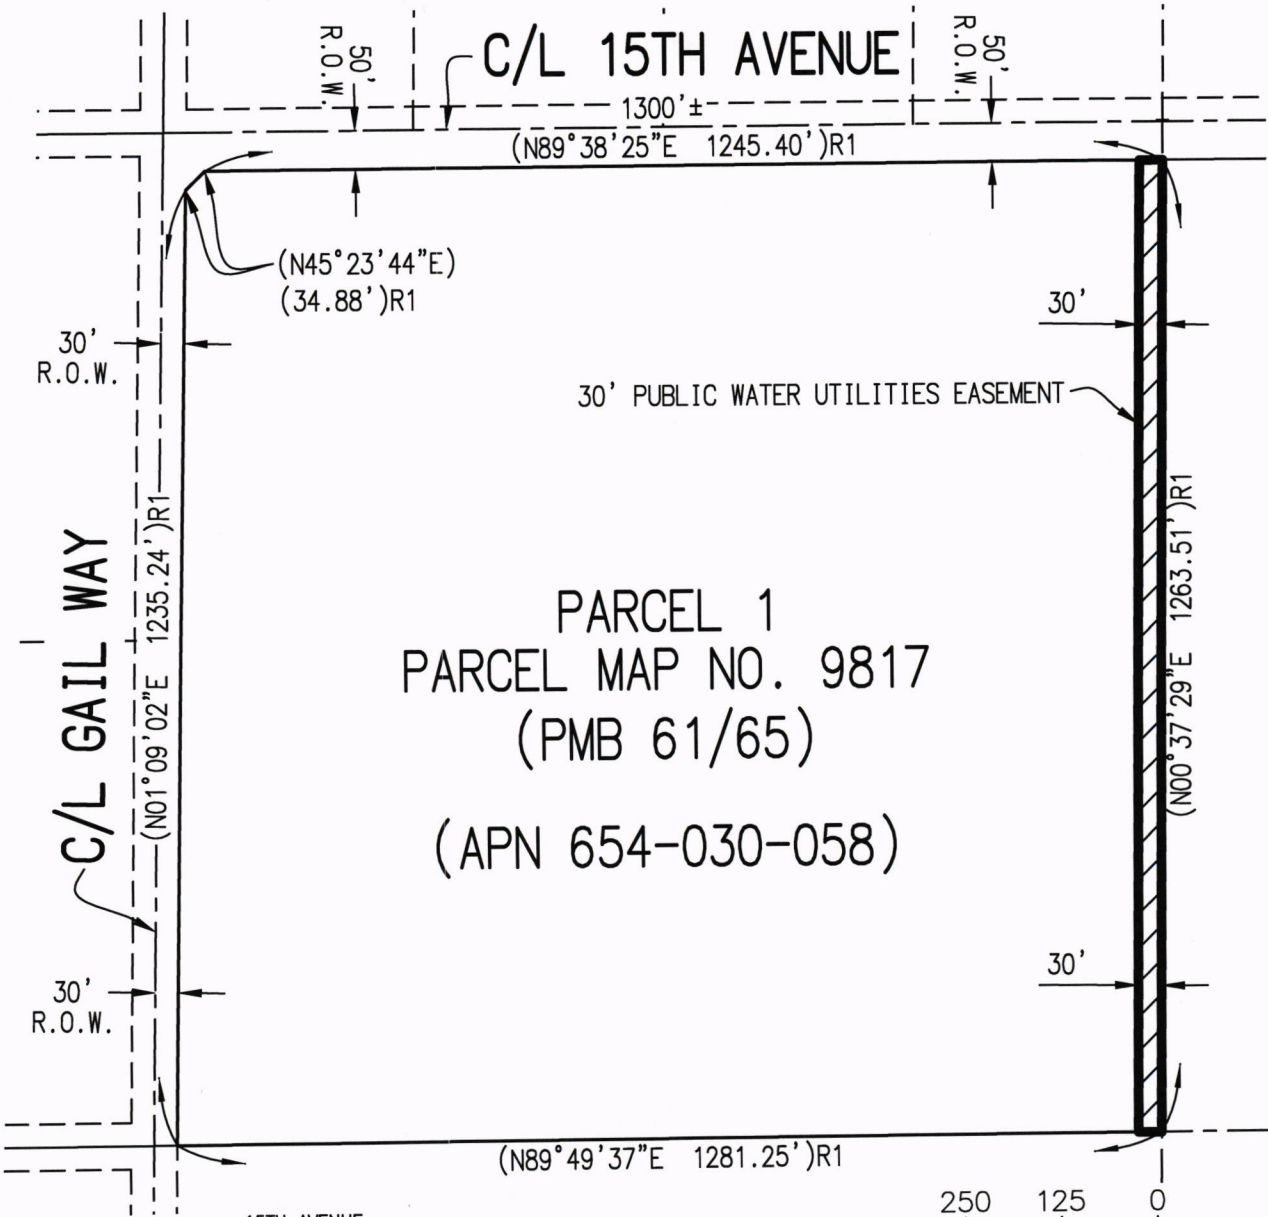 50'
R.O.W.
C/L 15TH AVENUE
50'
R.O.W.
1300'±
(N89°38'25"E 1245.40')R1
(N45°23'44"E)
(34.88')R1
30'
R.O.W.
30'
30' PUBLIC WATER UTILITIES EASEMENT
(N01°09'02"E 1235.24')R1
C/L GAIL WAY
(N00°37'29"E 1263.51')R1
PARCEL 1
PARCEL MAP NO. 9817
(PMB 61/65)
(APN 654-030-058)
30'
R.O.W.
30'
(N89°49'37"E 1281.25')R1
250 125 0
15TH AVENUE